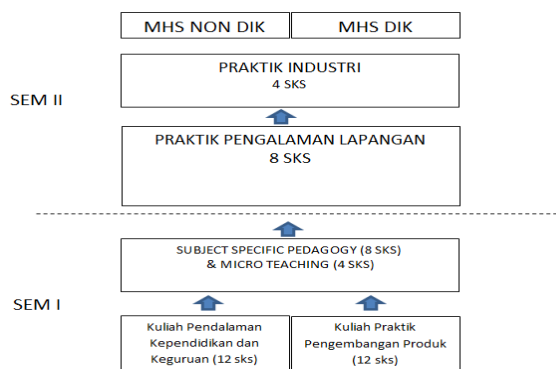 MHS NON DIK
MHS DIK
PRAKTIK INDUSTRI
4 SKS
SEM II
PRAKTIK PENGALAMAN LAPANGAN
8 SKS
SUBJECT SPECIFIC PEDAGOGY (8 SKS)
& MICRO TEACHING (4 SKS)
SEM I
Kuliah Pendalaman
Kependidikan dan
Keguruan (12 sks)
Kuliah Praktik
Pengembangan Produk
(12 sks)